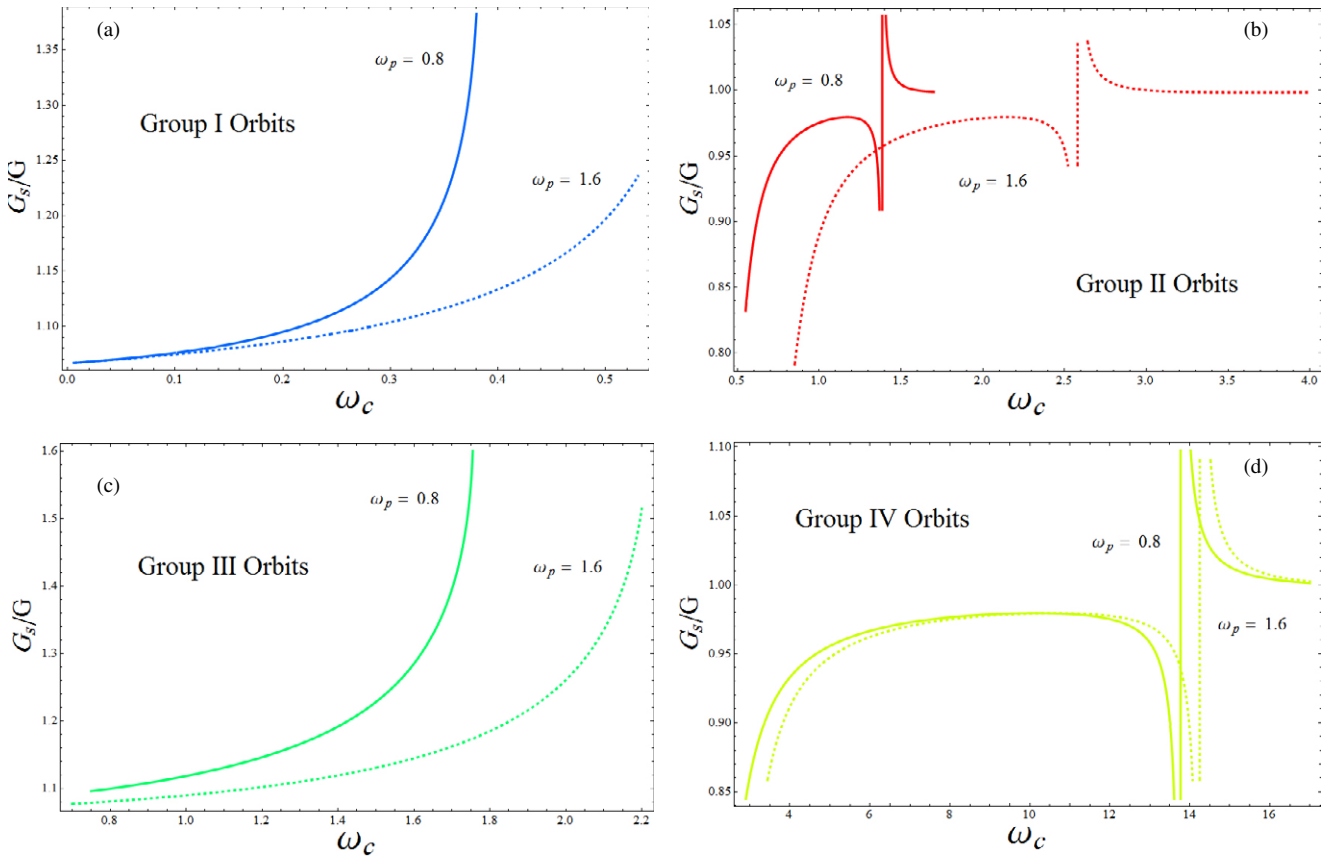 (a)
ω_p = 0.8
Group I Orbits
ω_p = 1.6
G_s/G
1.35
1.30
1.25
1.20
1.15
1.10
0.0 0.1 0.2 0.3 0.4 0.5
ω_c
(b)
ω_p = 0.8
ω_p = 1.6
Group II Orbits
G_s/G
1.05
1.00
0.95
0.90
0.85
0.80
0.5 1.0 1.5 2.0 2.5 3.0 3.5 4.0
ω_c
(c)
ω_p = 0.8
Group III Orbits
ω_p = 1.6
G_s/G
1.6
1.5
1.4
1.3
1.2
1.1
0.8 1.0 1.2 1.4 1.6 1.8 2.0 2.2
ω_c
(d)
Group IV Orbits
ω_p = 0.8
ω_p = 1.6
G_s/G
1.10
1.05
1.00
0.95
0.90
0.85
4 6 8 10 12 14 16
ω_c